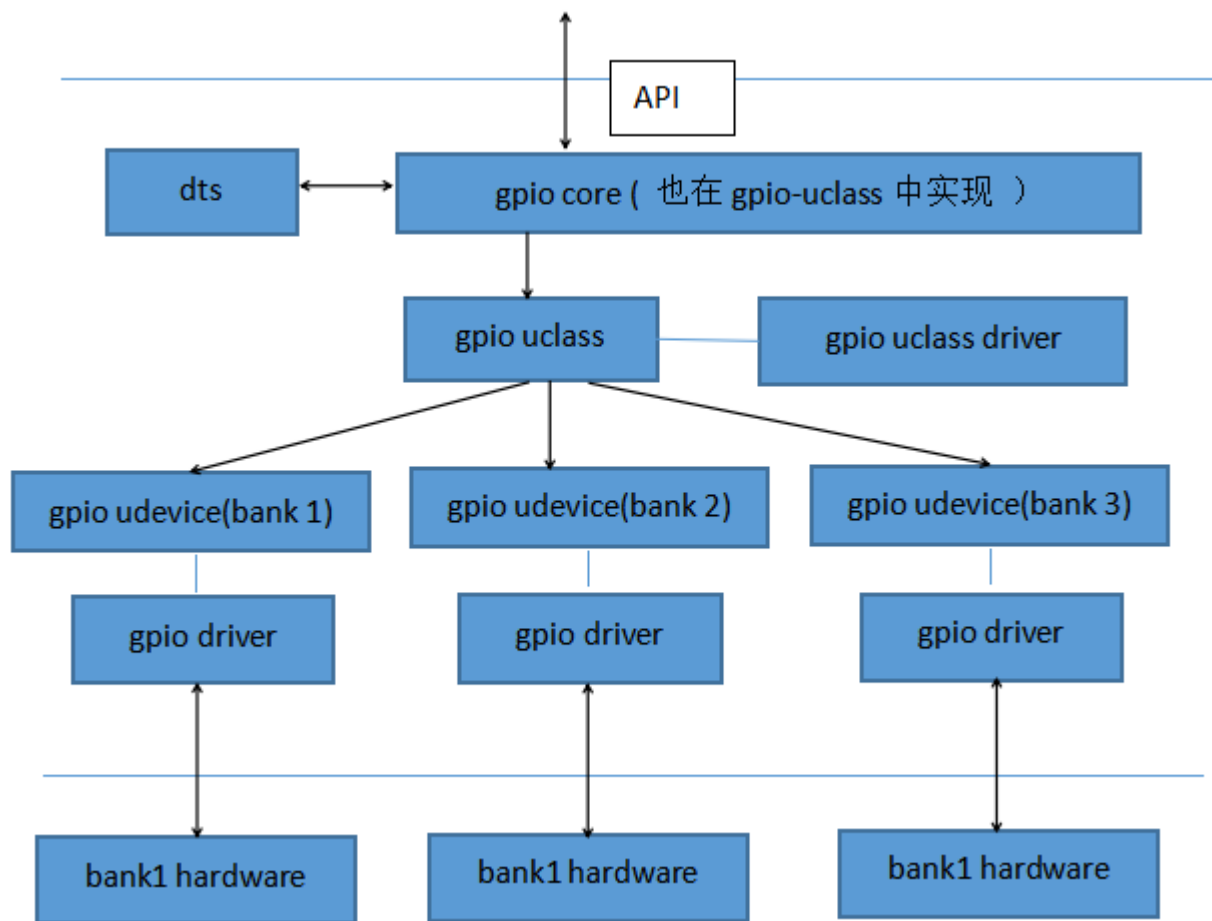 API
dts
gpio core ( 也在 gpio-uclass 中实现 ）
gpio uclass
gpio uclass driver
gpio udevice(bank 1)
gpio udevice(bank 2)
gpio udevice(bank 3)
gpio driver
gpio driver
gpio driver
bank1 hardware
bank1 hardware
bank1 hardware